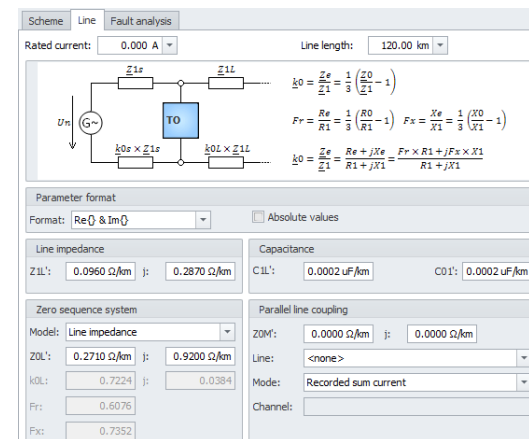 Scheme Line Fault analysis
Rated current: 0.000 A Line length: 120.00 km
Z1s Z1L
Un G~ TO
k0s × Z1s k0L × Z1L
k0 = Ze/Z1 = 1/3 (Z0/Z1 − 1)
Fr = Re/R1 = 1/3 (R0/R1 − 1) Fx = Xe/X1 = 1/3 (X0/X1 − 1)
k0 = Ze/Z1 = Re + jXe/R1 + jX1 = Fr × R1 + jFx × X1/R1 + jX1
Parameter format
Format: Re{} & Im{} Absolute values
Line impedance
Z1L': 0.0960 Ω/km j: 0.2870 Ω/km
Capacitance
C1L': 0.0002 uF/km C01': 0.0002 uF/km
Zero sequence system
Model: Line impedance
Z0L': 0.2710 Ω/km j: 0.9200 Ω/km
k0L: 0.7224 j: 0.0384
Fr: 0.6076
Fx: 0.7352
Parallel line coupling
Z0M': 0.0000 Ω/km j: 0.0000 Ω/km
Line: <none>
Mode: Recorded sum current
Channel: